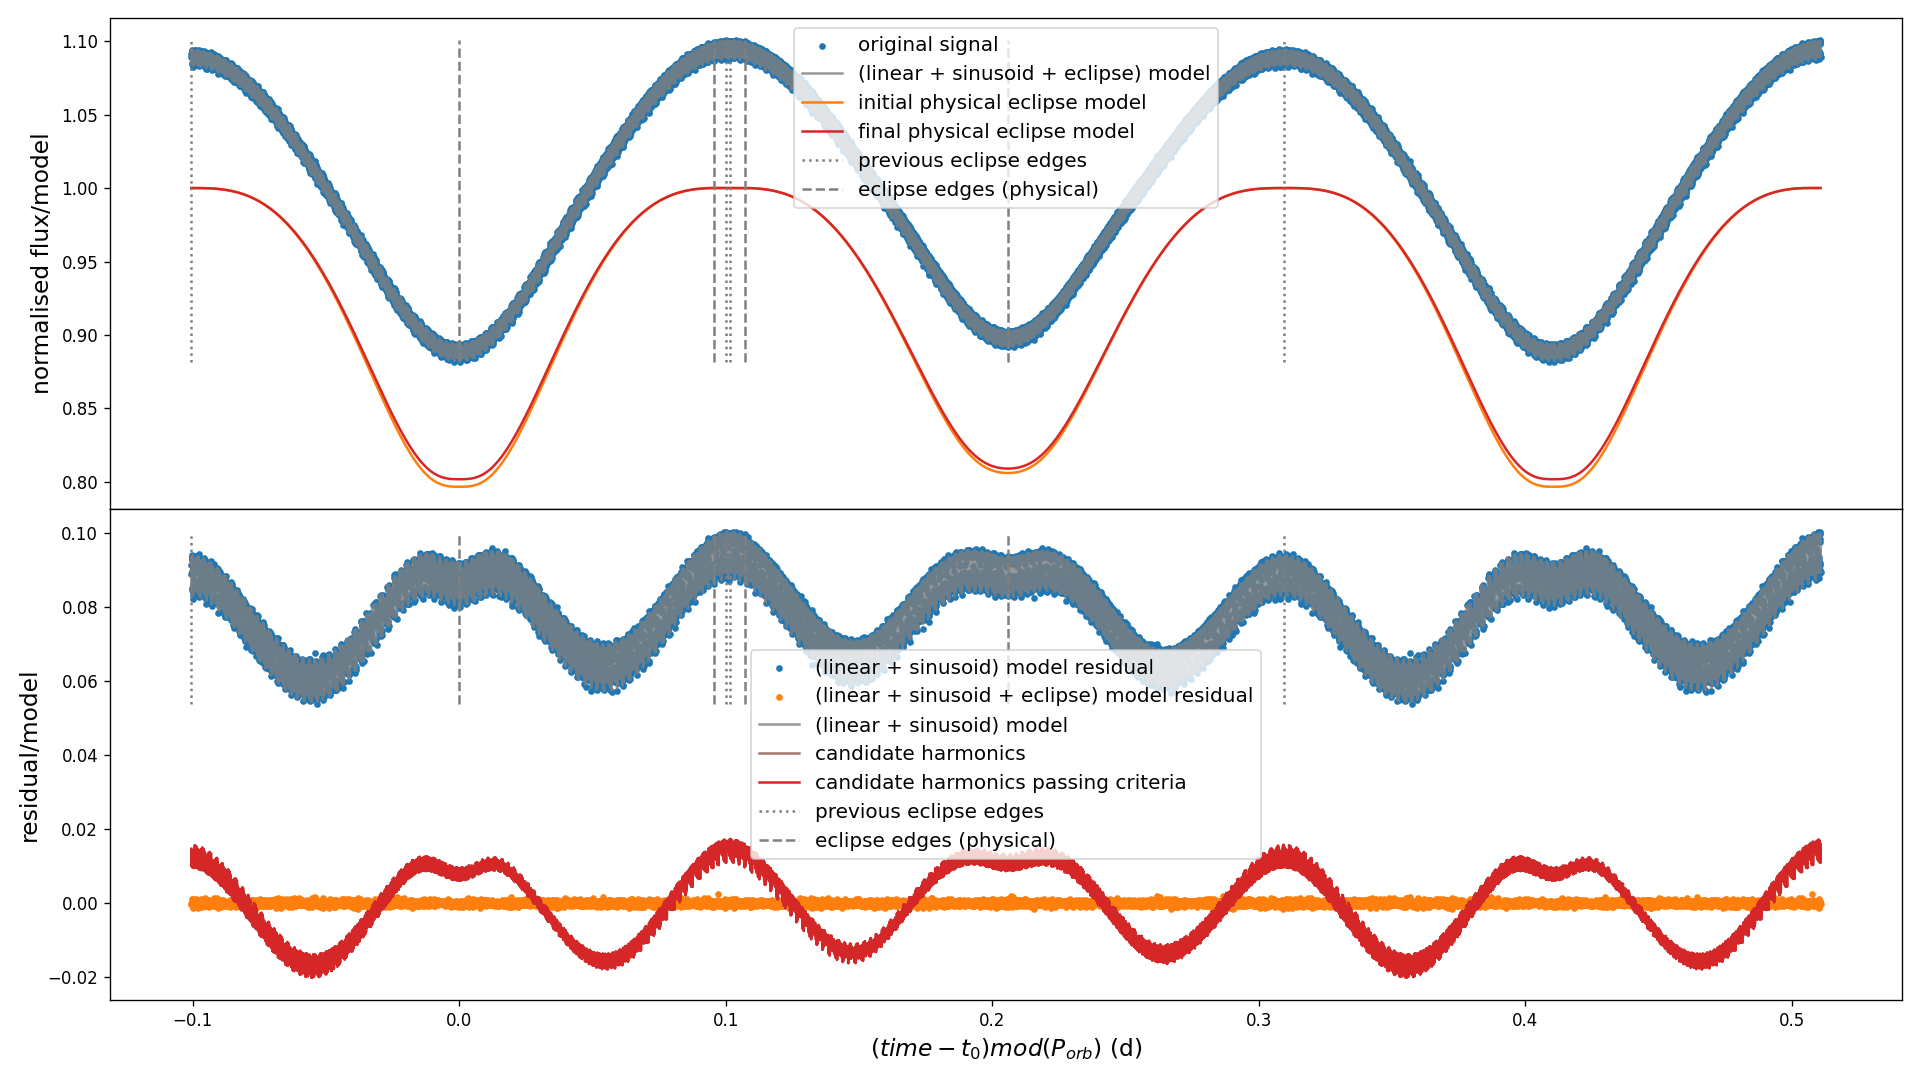 normalised flux/model
1.10
1.05
1.00
0.95
0.90
0.85
0.80
original signal
(linear + sinusoid + eclipse) model
initial physical eclipse model
final physical eclipse model
previous eclipse edges
eclipse edges (physical)
residual/model
0.10
0.08
0.06
0.04
0.02
0.00
−0.02
(linear + sinusoid) model residual
(linear + sinusoid + eclipse) model residual
(linear + sinusoid) model
candidate harmonics
candidate harmonics passing criteria
previous eclipse edges
eclipse edges (physical)
−0.1 0.0 0.1 0.2 0.3 0.4 0.5
(time − t₀)mod(P_orb) (d)